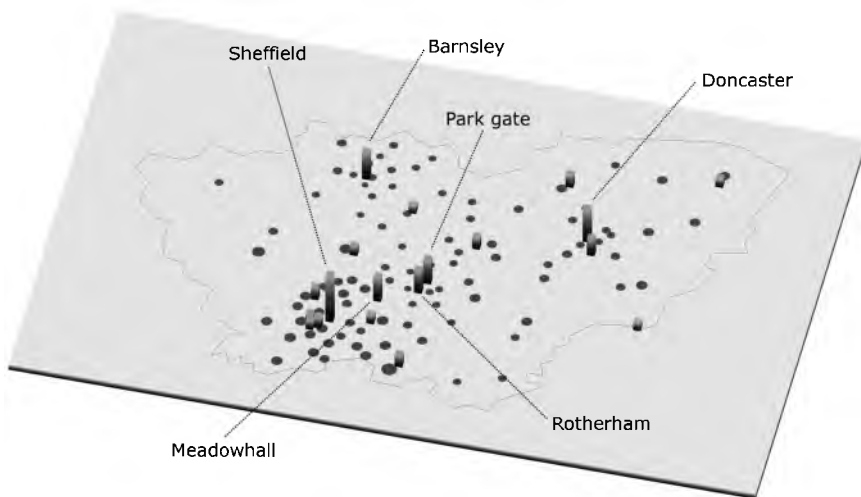 Barnsley
Sheffield
Doncaster
Park gate
Rotherham
Meadowhall